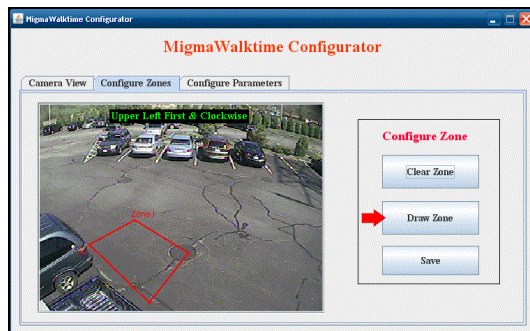 MigmaWalktime Configurator
MigmaWalktime Configurator
Camera View
Configure Zones
Configure Parameters
Upper Left First & Clockwise
Zone I
Configure Zone
Clear Zone
Draw Zone
Save